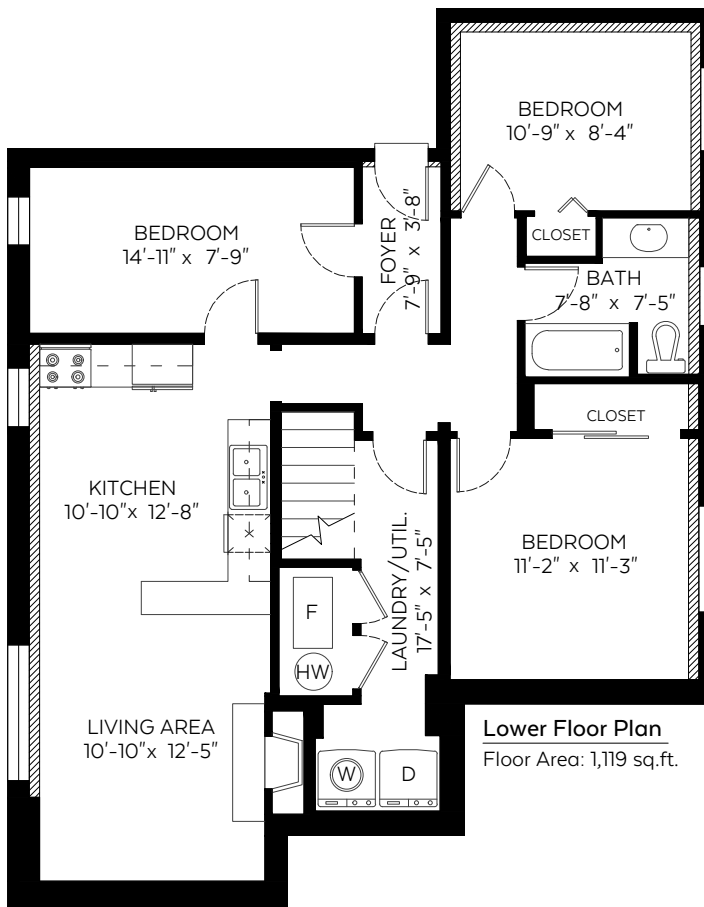 BEDROOM
10'-9" x 8'-4"
CLOSET
BEDROOM
14'-11" x 7'-9"
FOYER
7'-9" x 3'-8"
BATH
7'-8" x 7'-5"
CLOSET
KITCHEN
10'-10"x 12'-8"
BEDROOM
11'-2" x 11'-3"
LAUNDRY/UTIL.
17'-5" x 7'-5"
F
HW
LIVING AREA
10'-10"x 12'-5"
W
D
Lower Floor Plan
Floor Area: 1,119 sq.ft.